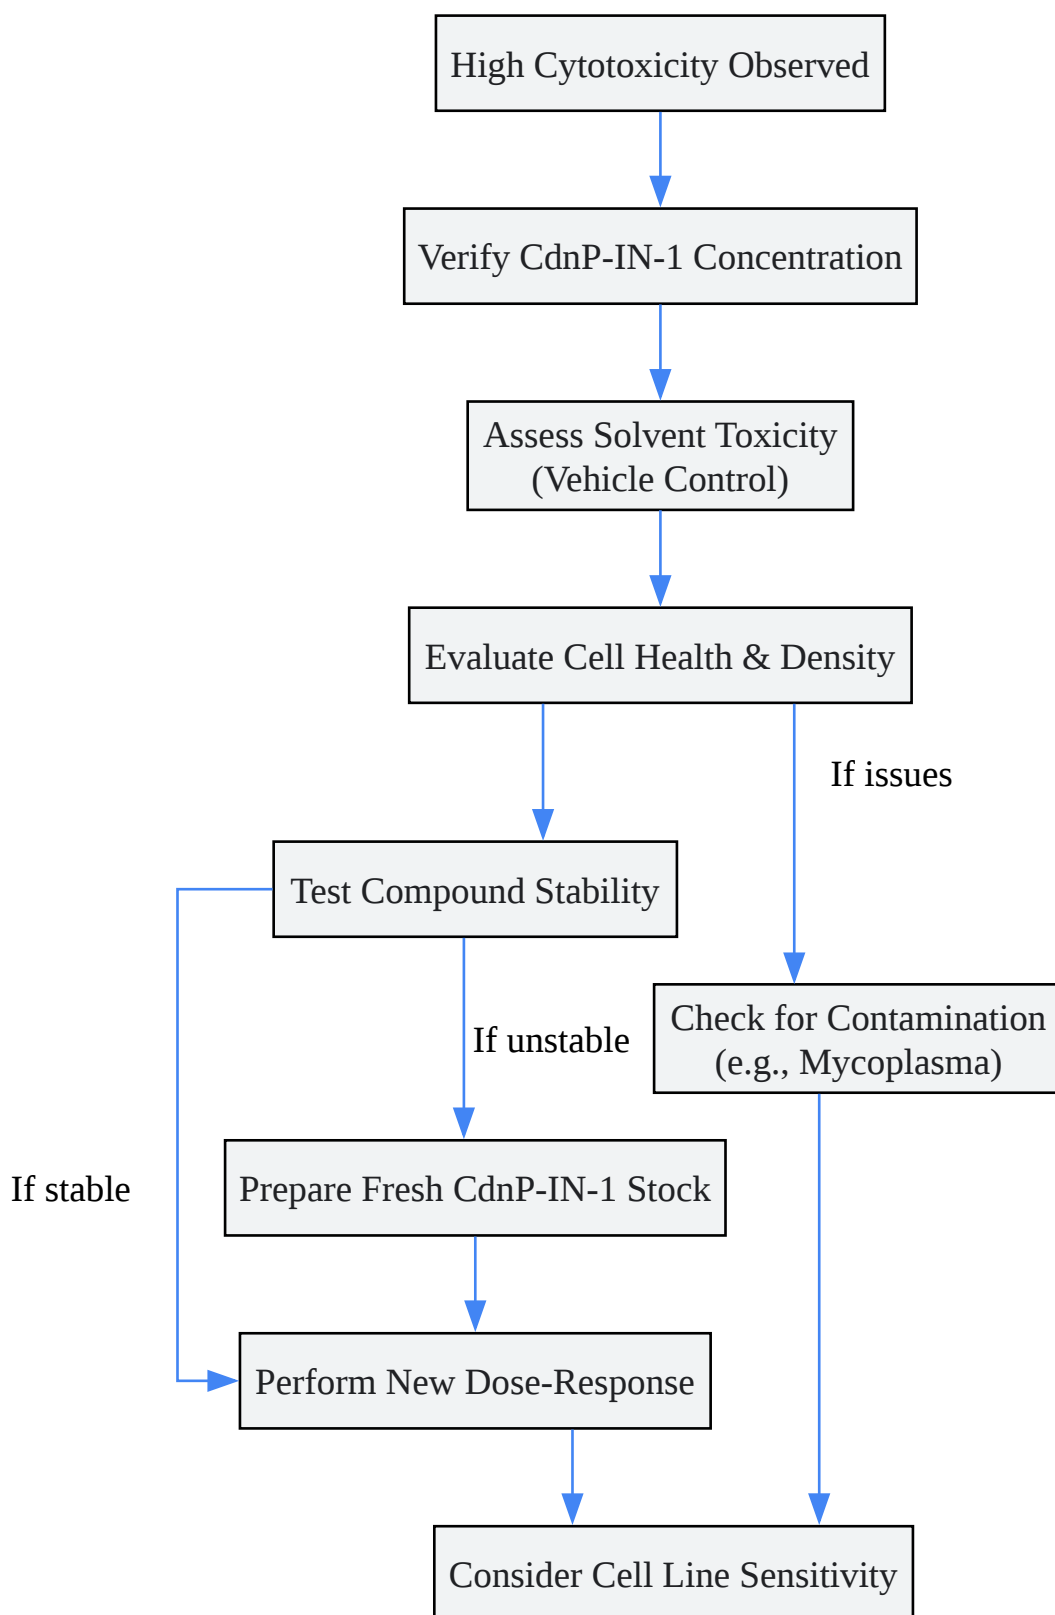 High Cytotoxicity Observed
Verify CdnP-IN-1 Concentration
Assess Solvent Toxicity
(Vehicle Control)
Evaluate Cell Health & Density
If issues
Test Compound Stability
Check for Contamination
(e.g., Mycoplasma)
If unstable
Prepare Fresh CdnP-IN-1 Stock
If stable
Perform New Dose-Response
Consider Cell Line Sensitivity